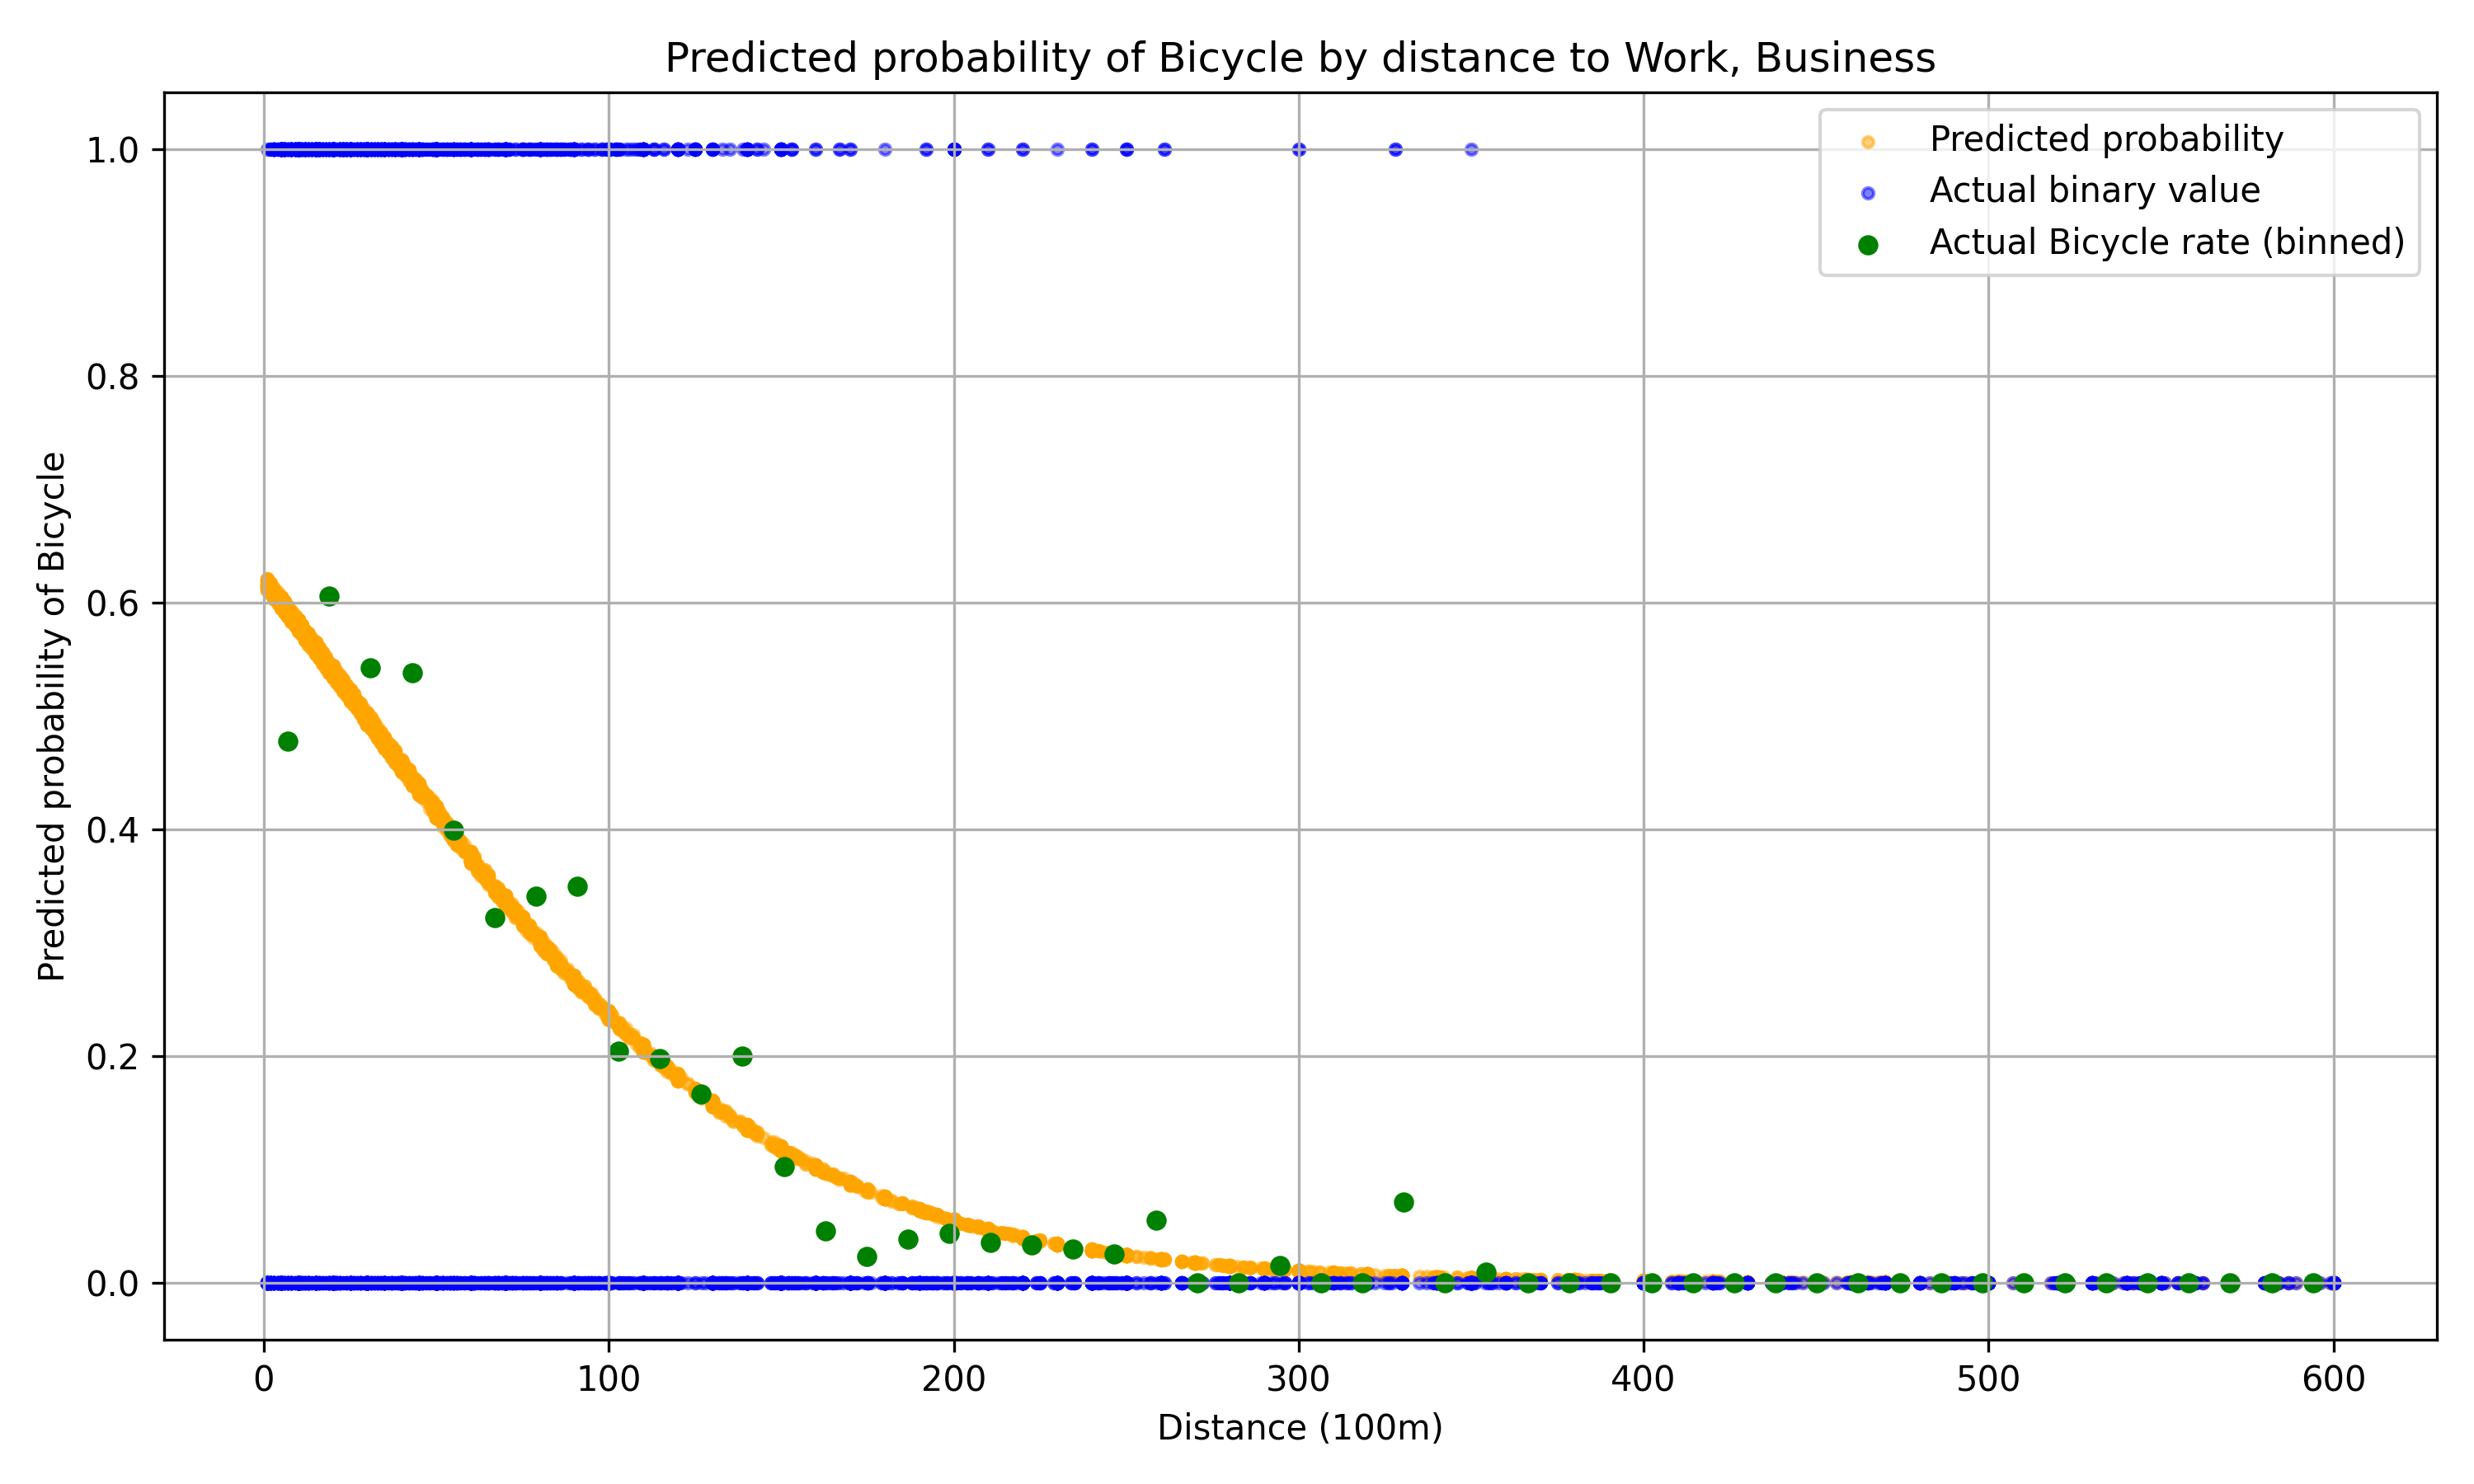 Predicted probability of Bicycle by distance to Work, Business
Predicted probability
Actual binary value
Actual Bicycle rate (binned)
Predicted probability of Bicycle
1.0
0.8
0.6
0.4
0.2
0.0
0 100 200 300 400 500 600
Distance (100m)